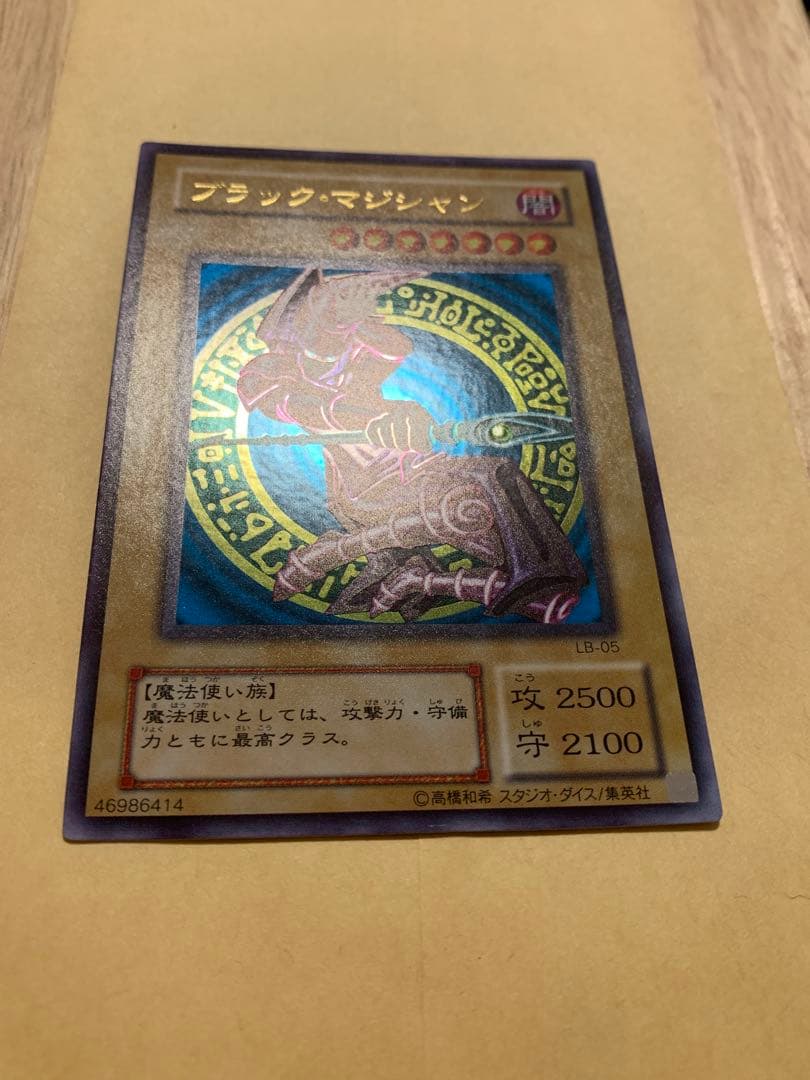 ブラック・マジシャン
闇
LB-05
【魔法使い族】
魔法使いとしては、攻撃力・守備
力ともに最高クラス。
攻 2500
守 2100
46986414
©高橋和希 スタジオ・ダイス/集英社